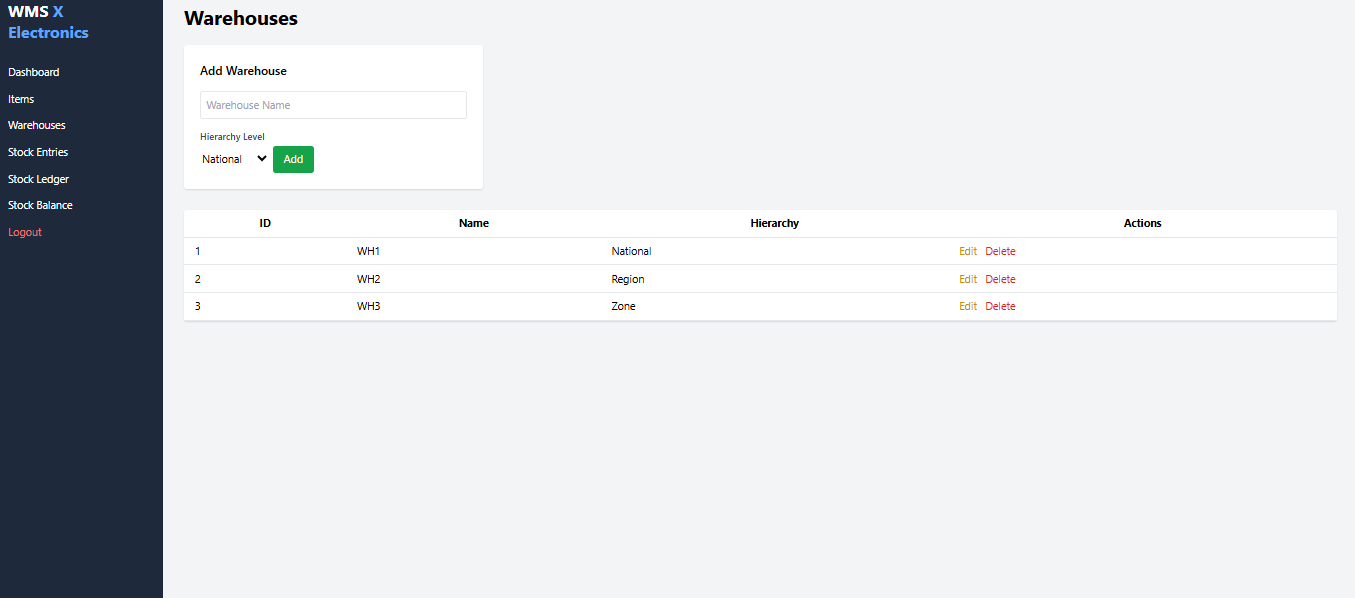 WMS X
Electronics
Dashboard
Items
Warehouses
Stock Entries
Stock Ledger
Stock Balance
Logout
Warehouses
Add Warehouse
Warehouse Name
Hierarchy Level
National Add
ID Name Hierarchy Actions
1 WH1 National Edit Delete
2 WH2 Region Edit Delete
3 WH3 Zone Edit Delete